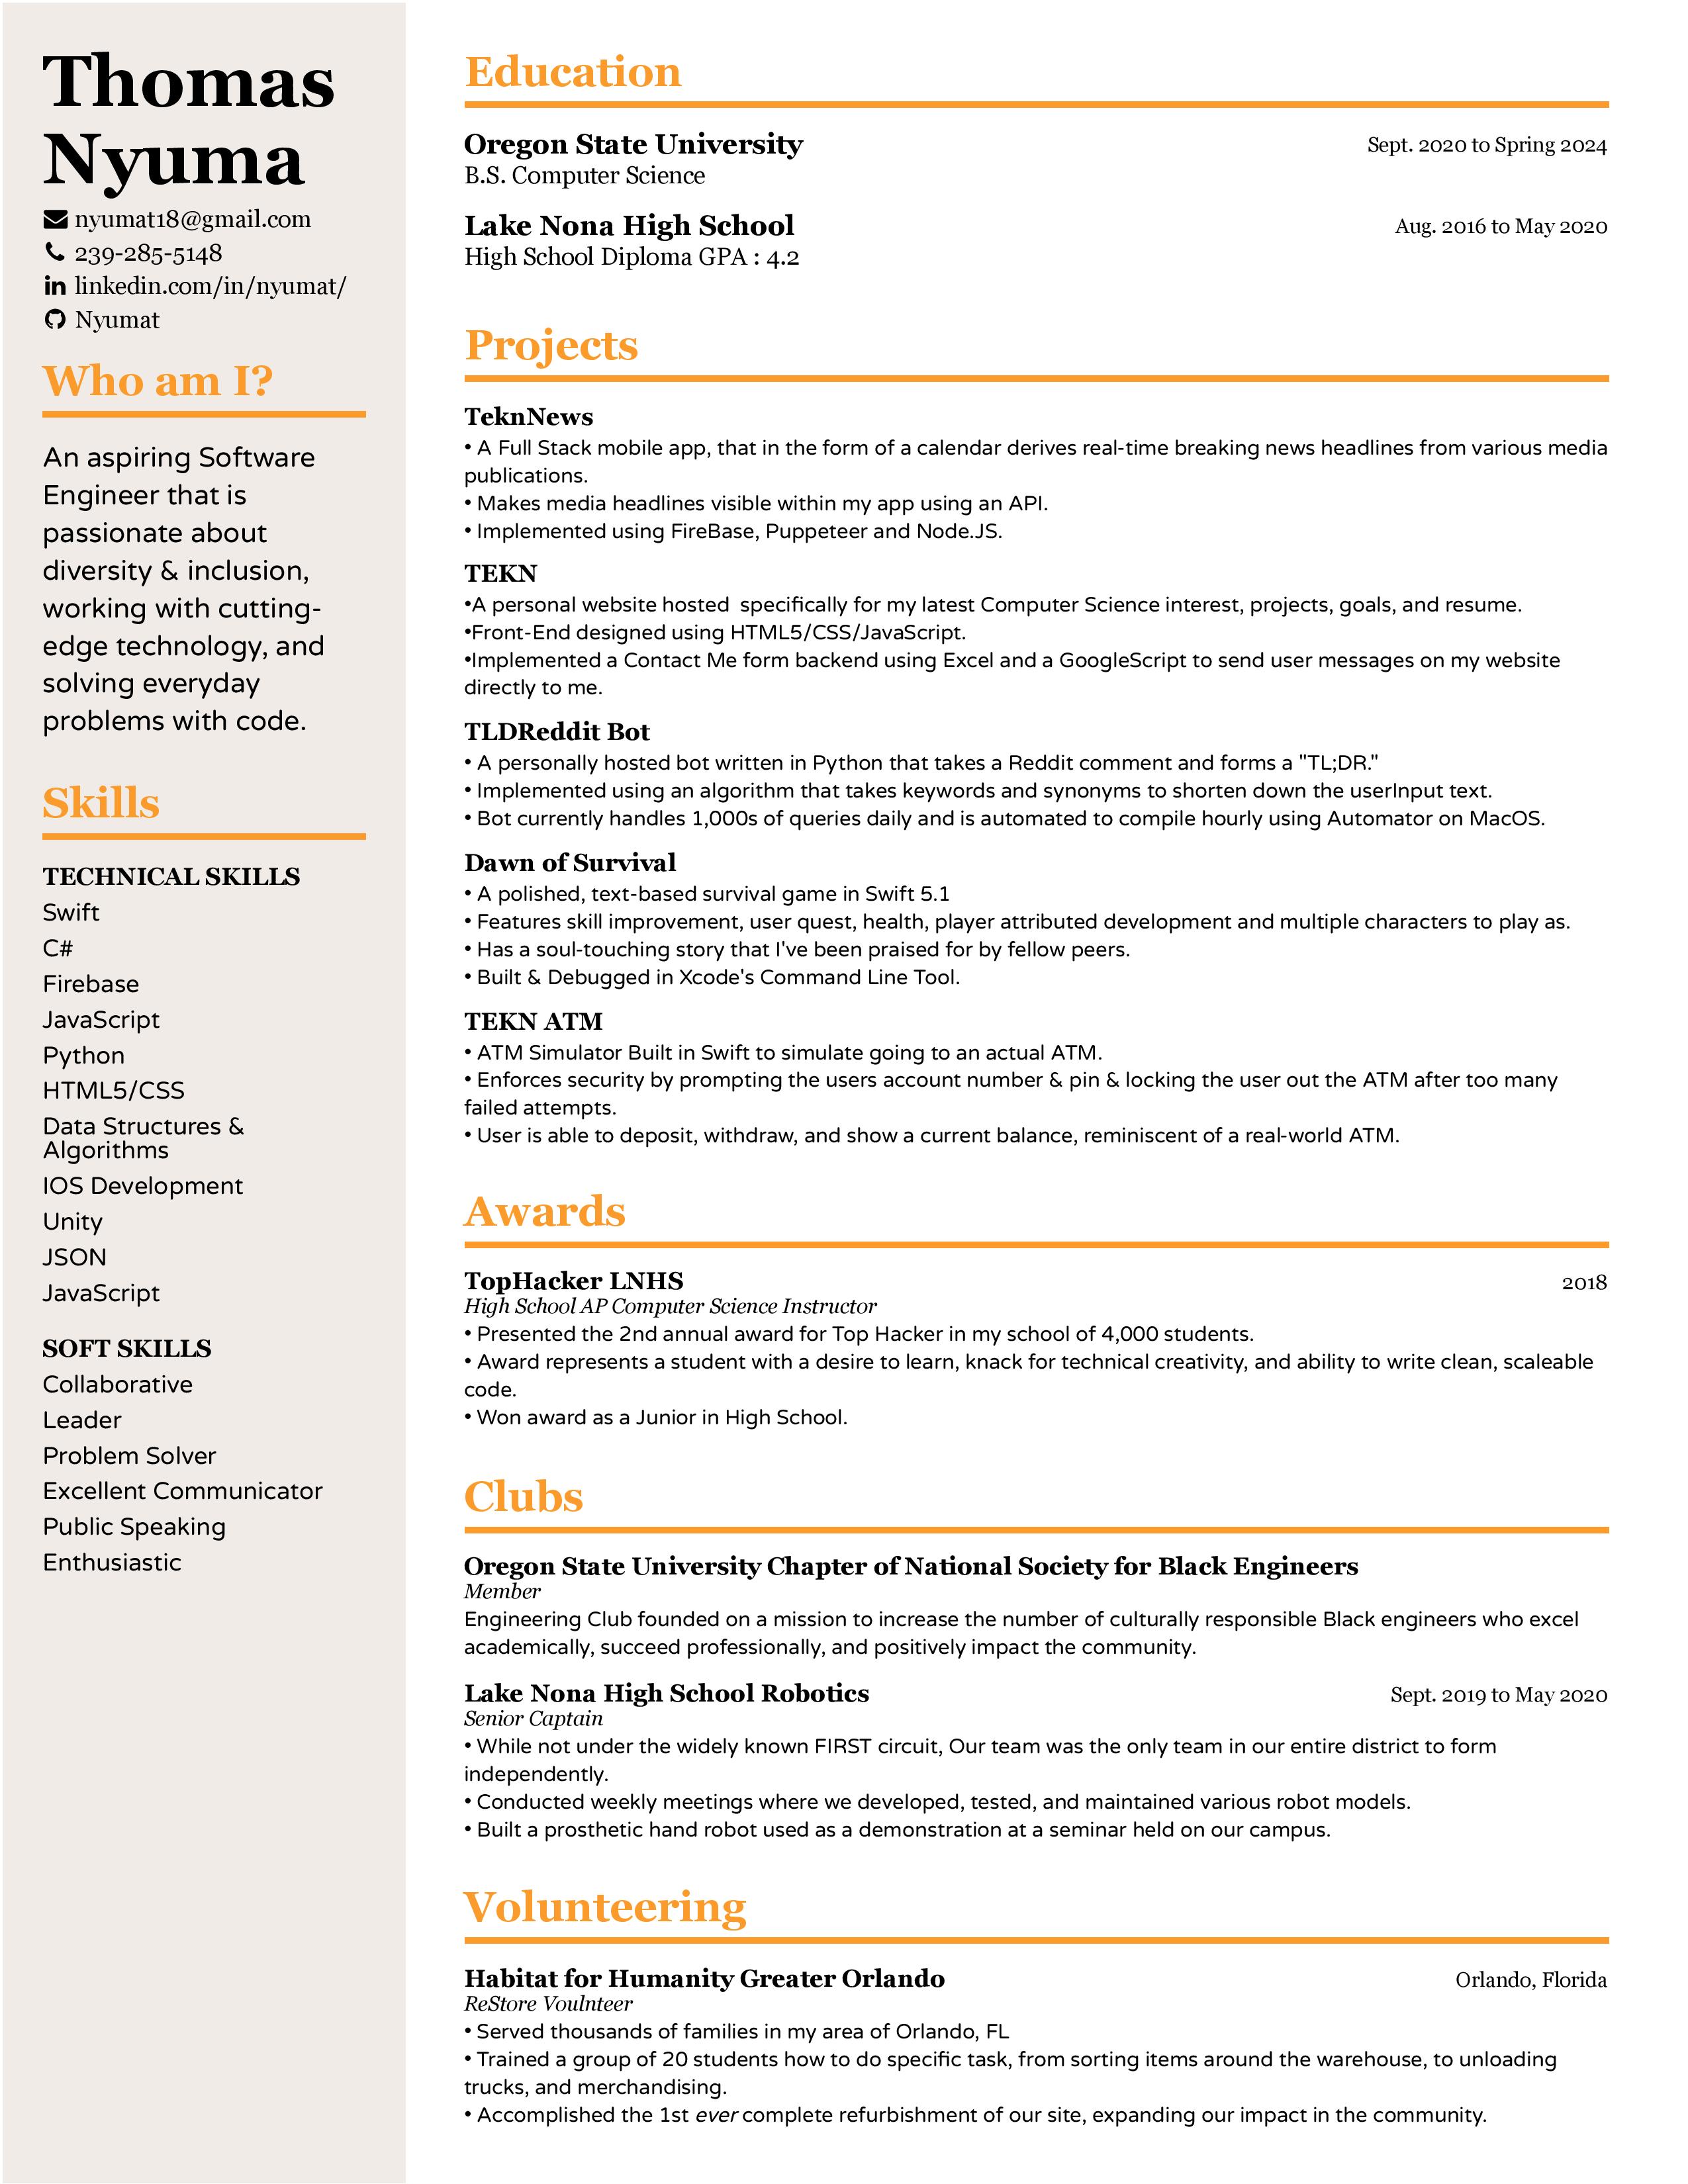 Thomas
Nyuma
nyumat18@gmail.com
239-285-5148
linkedin.com/in/nyumat/
Nyumat
Who am I?
An aspiring Software
Engineer that is
passionate about
diversity & inclusion,
working with cutting-
edge technology, and
solving everyday
problems with code.
Skills
TECHNICAL SKILLS
Swift
C#
Firebase
JavaScript
Python
HTML5/CSS
Data Structures &
Algorithms
IOS Development
Unity
JSON
JavaScript
SOFT SKILLS
Collaborative
Leader
Problem Solver
Excellent Communicator
Public Speaking
Enthusiastic
Education
Oregon State University Sept. 2020 to Spring 2024
B.S. Computer Science
Lake Nona High School Aug. 2016 to May 2020
High School Diploma GPA : 4.2
Projects
TeknNews
• A Full Stack mobile app, that in the form of a calendar derives real-time breaking news headlines from various media
publications.
• Makes media headlines visible within my app using an API.
• Implemented using FireBase, Puppeteer and Node.JS.
TEKN
•A personal website hosted  specifically for my latest Computer Science interest, projects, goals, and resume.
•Front-End designed using HTML5/CSS/JavaScript.
•Implemented a Contact Me form backend using Excel and a GoogleScript to send user messages on my website
directly to me.
TLDReddit Bot
• A personally hosted bot written in Python that takes a Reddit comment and forms a "TL;DR."
• Implemented using an algorithm that takes keywords and synonyms to shorten down the userInput text.
• Bot currently handles 1,000s of queries daily and is automated to compile hourly using Automator on MacOS.
Dawn of Survival
• A polished, text-based survival game in Swift 5.1
• Features skill improvement, user quest, health, player attributed development and multiple characters to play as.
• Has a soul-touching story that I've been praised for by fellow peers.
• Built & Debugged in Xcode's Command Line Tool.
TEKN ATM
• ATM Simulator Built in Swift to simulate going to an actual ATM.
• Enforces security by prompting the users account number & pin & locking the user out the ATM after too many
failed attempts.
• User is able to deposit, withdraw, and show a current balance, reminiscent of a real-world ATM.
Awards
TopHacker LNHS 2018
High School AP Computer Science Instructor
• Presented the 2nd annual award for Top Hacker in my school of 4,000 students.
• Award represents a student with a desire to learn, knack for technical creativity, and ability to write clean, scaleable
code.
• Won award as a Junior in High School.
Clubs
Oregon State University Chapter of National Society for Black Engineers
Member
Engineering Club founded on a mission to increase the number of culturally responsible Black engineers who excel
academically, succeed professionally, and positively impact the community.
Lake Nona High School Robotics Sept. 2019 to May 2020
Senior Captain
• While not under the widely known FIRST circuit, Our team was the only team in our entire district to form
independently.
• Conducted weekly meetings where we developed, tested, and maintained various robot models.
• Built a prosthetic hand robot used as a demonstration at a seminar held on our campus.
Volunteering
Habitat for Humanity Greater Orlando Orlando, Florida
ReStore Voulnteer
• Served thousands of families in my area of Orlando, FL
• Trained a group of 20 students how to do specific task, from sorting items around the warehouse, to unloading
trucks, and merchandising.
• Accomplished the 1st ever complete refurbishment of our site, expanding our impact in the community.